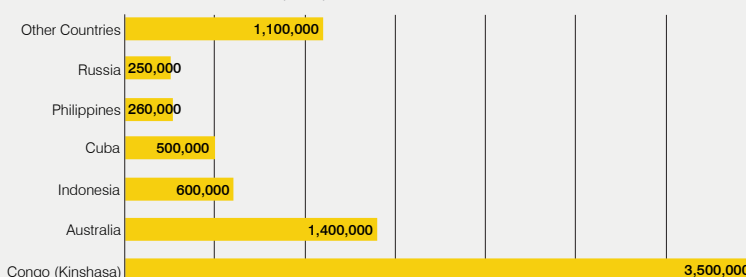 Other Countries 1,100,000
Russia 250,000
Philippines 260,000
Cuba 500,000
Indonesia 600,000
Australia 1,400,000
Congo (Kinshasa) 3,500,000